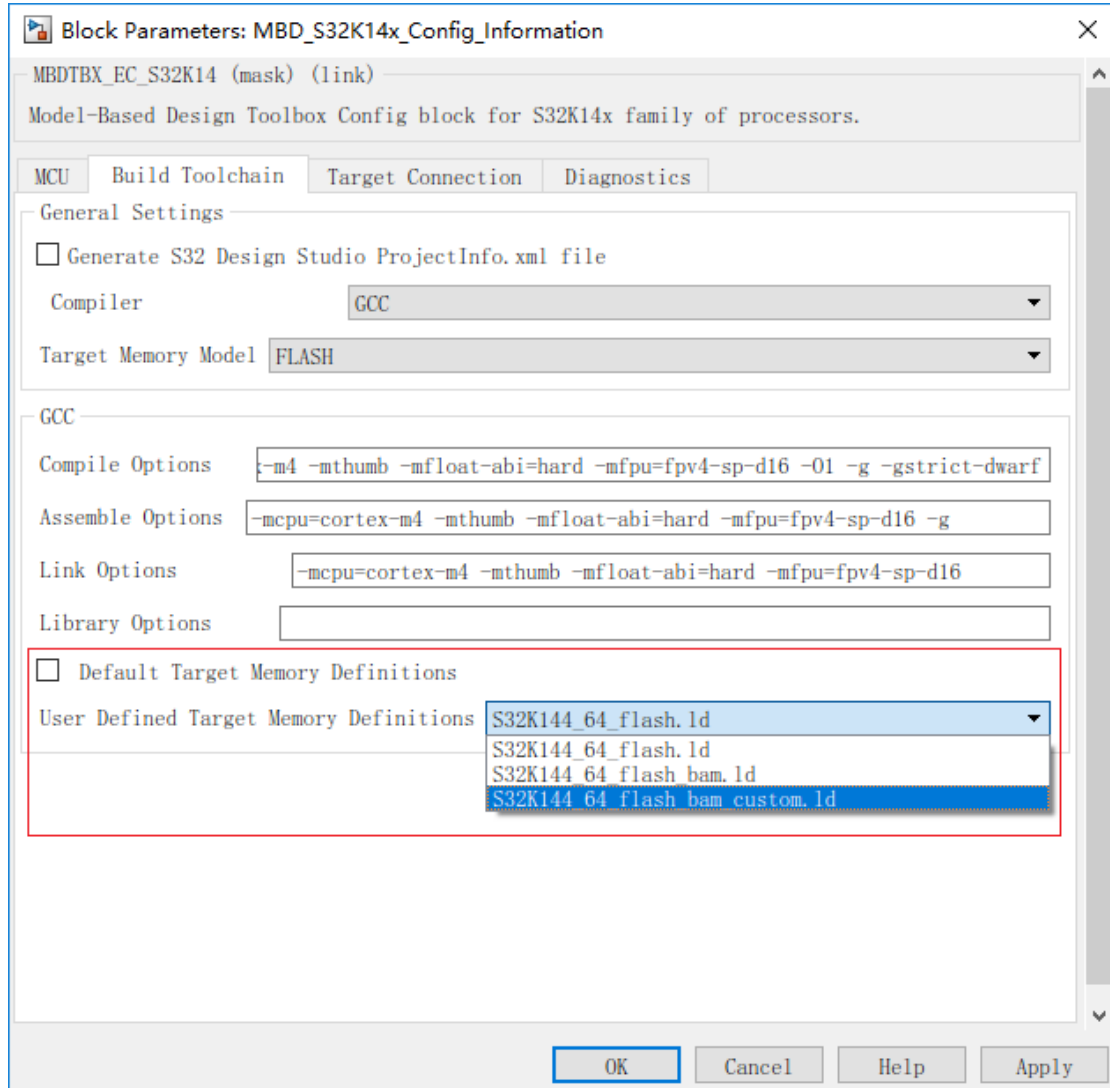 Block Parameters: MBD_S32K14x_Config_Information
MBDTBX_EC_S32K14 (mask) (link)
Model-Based Design Toolbox Config block for S32K14x family of processors.
MCU Build Toolchain Target Connection Diagnostics
General Settings
Generate S32 Design Studio ProjectInfo.xml file
Compiler GCC
Target Memory Model FLASH
GCC
Compile Options x-m4 -mthumb -mfloat-abi=hard -mfpu=fpv4-sp-d16 -O1 -g -gstrict-dwarf
Assemble Options -mcpu=cortex-m4 -mthumb -mfloat-abi=hard -mfpu=fpv4-sp-d16 -g
Link Options -mcpu=cortex-m4 -mthumb -mfloat-abi=hard -mfpu=fpv4-sp-d16
Library Options
Default Target Memory Definitions
User Defined Target Memory Definitions S32K144_64_flash.ld
S32K144_64_flash.ld
S32K144_64_flash_bam.ld
S32K144_64_flash_bam_custom.ld
OK Cancel Help Apply